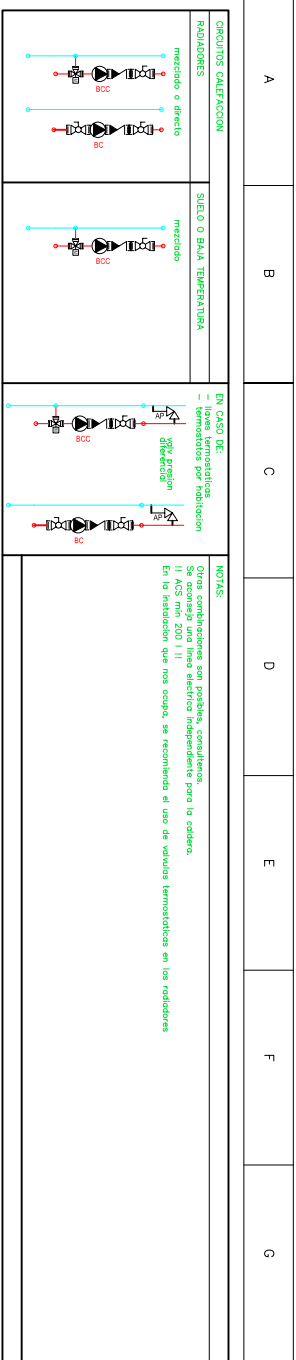 A
B
C
D
E
F
G
CIRCUITOS CALEFACCION
RADIADORES
mezclado o directo
BCC
BC
SUELO O BAJA TEMPERATURA
mezclado
BCC
EN CASO DE:
- llaves termostaticas
- termostatos por habitacion
AP
valv presion
diferencial
BCC
AP
BC
NOTAS:
Otras combinaciones son posibles, consultenos.
Se aconseja una linea electrica independiente para la caldera.
!! ACS min 200 l !!
En la instalacion que nos ocupa, se recomienda el uso de valvulas termostaticas en los radiadores